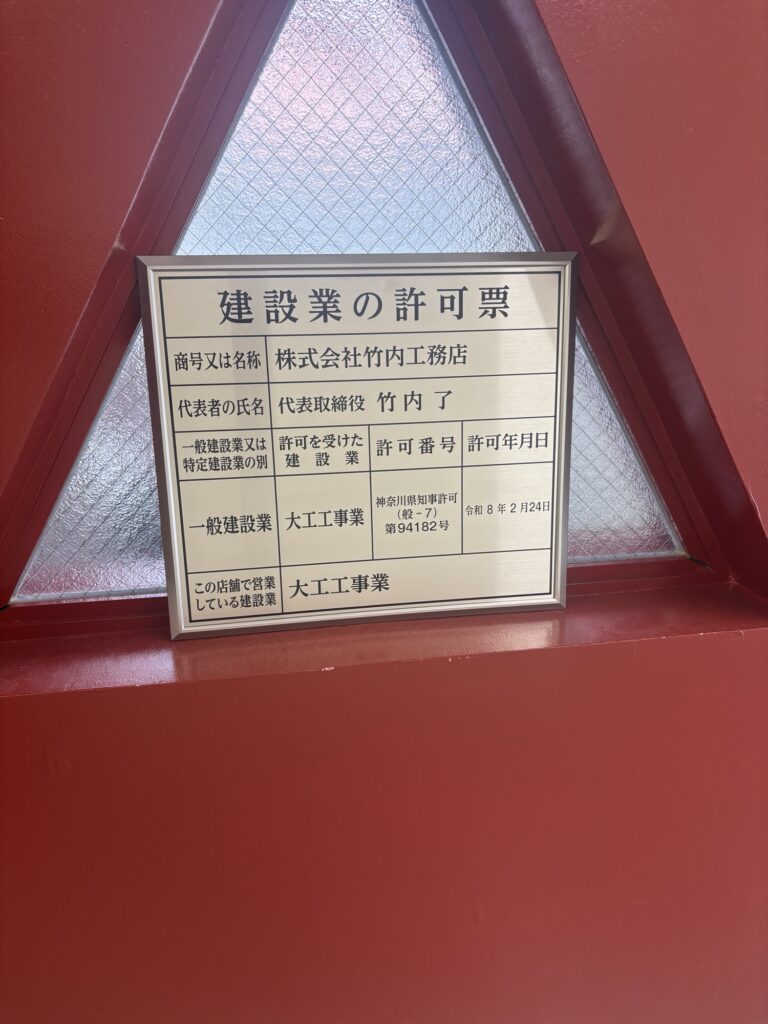 建設業の許可票
商号又は名称 株式会社竹内工務店
代表者の氏名 代表取締役 竹内了
一般建設業又は
特定建設業の別
許可を受けた
建設業
許可番号
許可年月日
一般建設業
大工工事業
神奈川県知事許可
(般-7)
第94182号
令和8年2月24日
この店舗で営業
している建設業
大工工事業